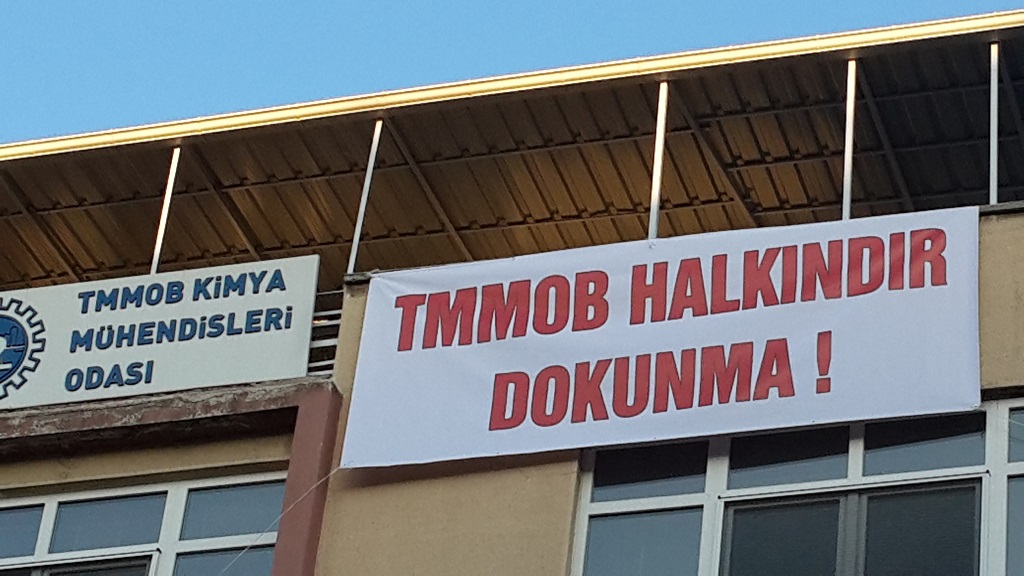 TMMOB KiMYA
MÜHENDiSLERi
ODASI
TMMOB HALKINDIR
DOKUNMA !